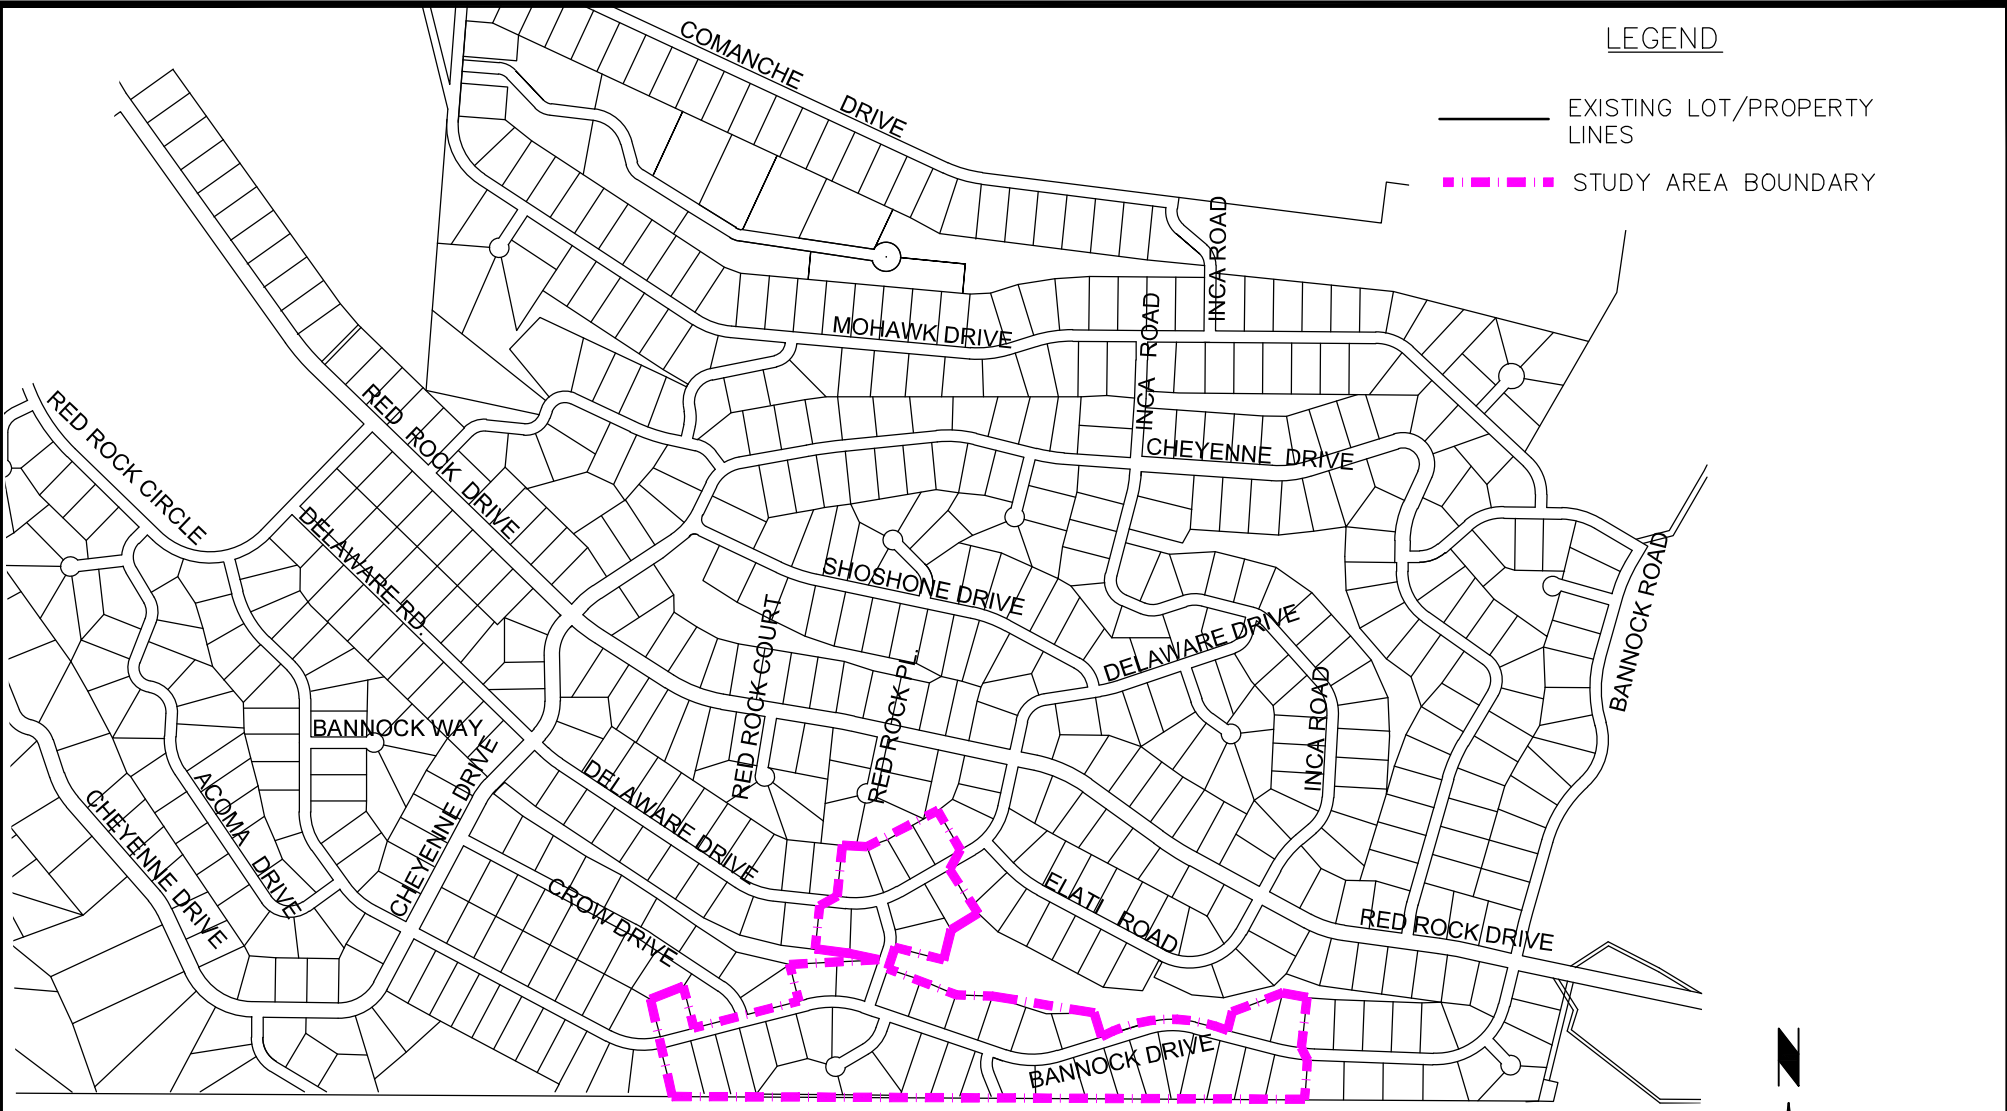 LEGEND
EXISTING LOT/PROPERTY
LINES
STUDY AREA BOUNDARY
COMANCHE DRIVE
INCA ROAD
MOHAWK DRIVE
INCA ROAD
RED ROCK CIRCLE
RED ROCK DRIVE
CHEYENNE DRIVE
DELAWARE RD.
SHOSHONE DRIVE
BANNOCK ROAD
RED ROCK COURT
RED ROCK PL.
DELAWARE DRIVE
INCA ROAD
BANNOCK WAY
CHEYENNE DRIVE
ACOMA DRIVE
CHEYENNE DRIVE
DELAWARE DRIVE
CROW DRIVE
ELATI ROAD
RED ROCK DRIVE
BANNOCK DRIVE
N